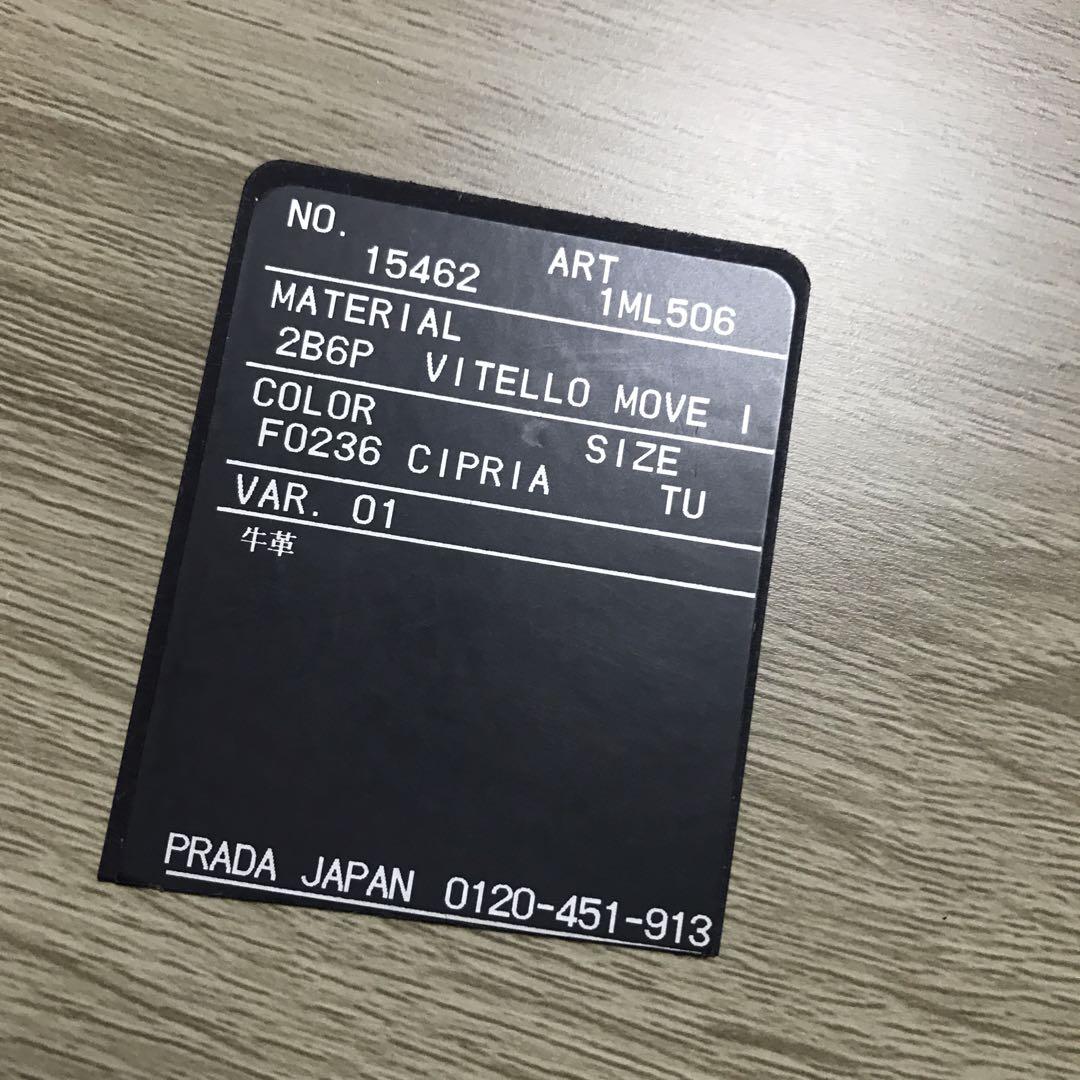 NO. ART
15462 1ML506
MATERIAL
2B6P VITELLO MOVE I
COLOR SIZE
F0236 CIPRIA TU
VAR. 01
牛革
PRADA JAPAN 0120-451-913